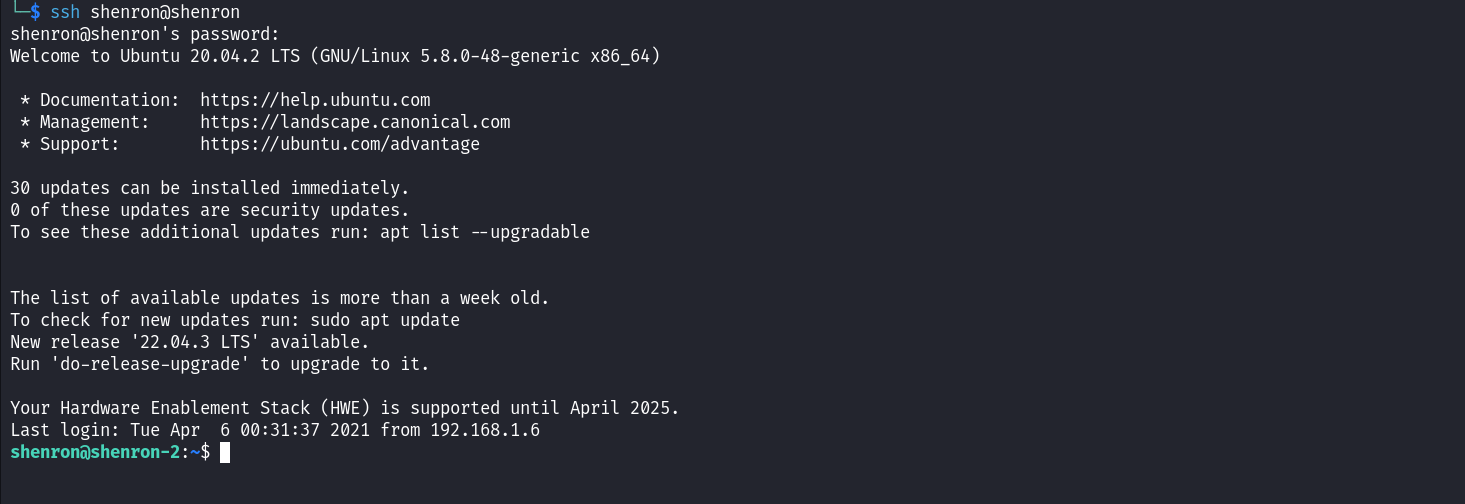 └─$ ssh shenron@shenron
shenron@shenron's password:
Welcome to Ubuntu 20.04.2 LTS (GNU/Linux 5.8.0-48-generic x86_64)
* Documentation:  https://help.ubuntu.com
* Management:     https://landscape.canonical.com
* Support:        https://ubuntu.com/advantage
30 updates can be installed immediately.
0 of these updates are security updates.
To see these additional updates run: apt list --upgradable
The list of available updates is more than a week old.
To check for new updates run: sudo apt update
New release '22.04.3 LTS' available.
Run 'do-release-upgrade' to upgrade to it.
Your Hardware Enablement Stack (HWE) is supported until April 2025.
Last login: Tue Apr  6 00:31:37 2021 from 192.168.1.6
shenron@shenron-2:~$